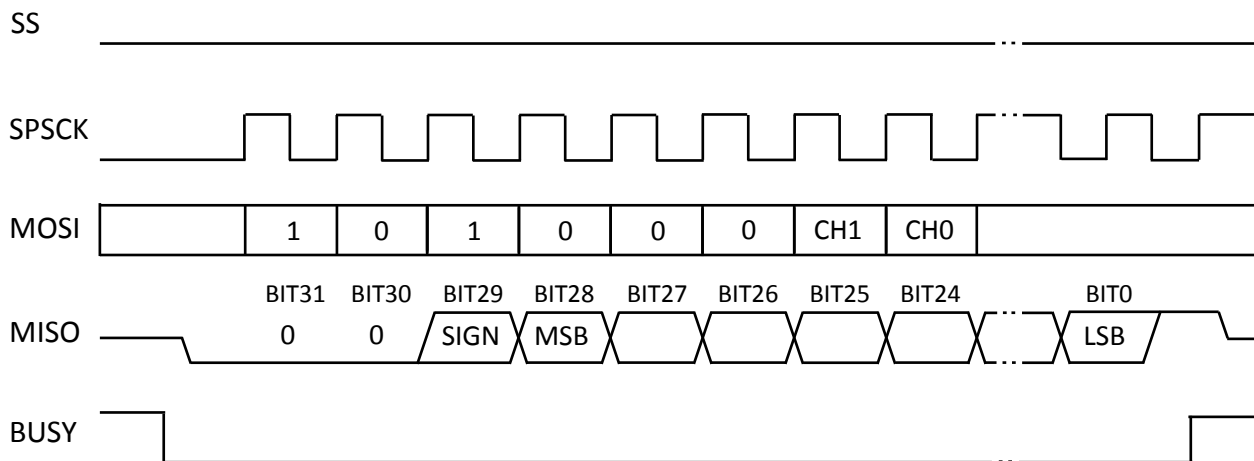 SS
SPSCK
MOSI 1 0 1 0 0 0 CH1 CH0
BIT31 BIT30 BIT29 BIT28 BIT27 BIT26 BIT25 BIT24 BIT0
MISO 0 0 SIGN MSB LSB
BUSY